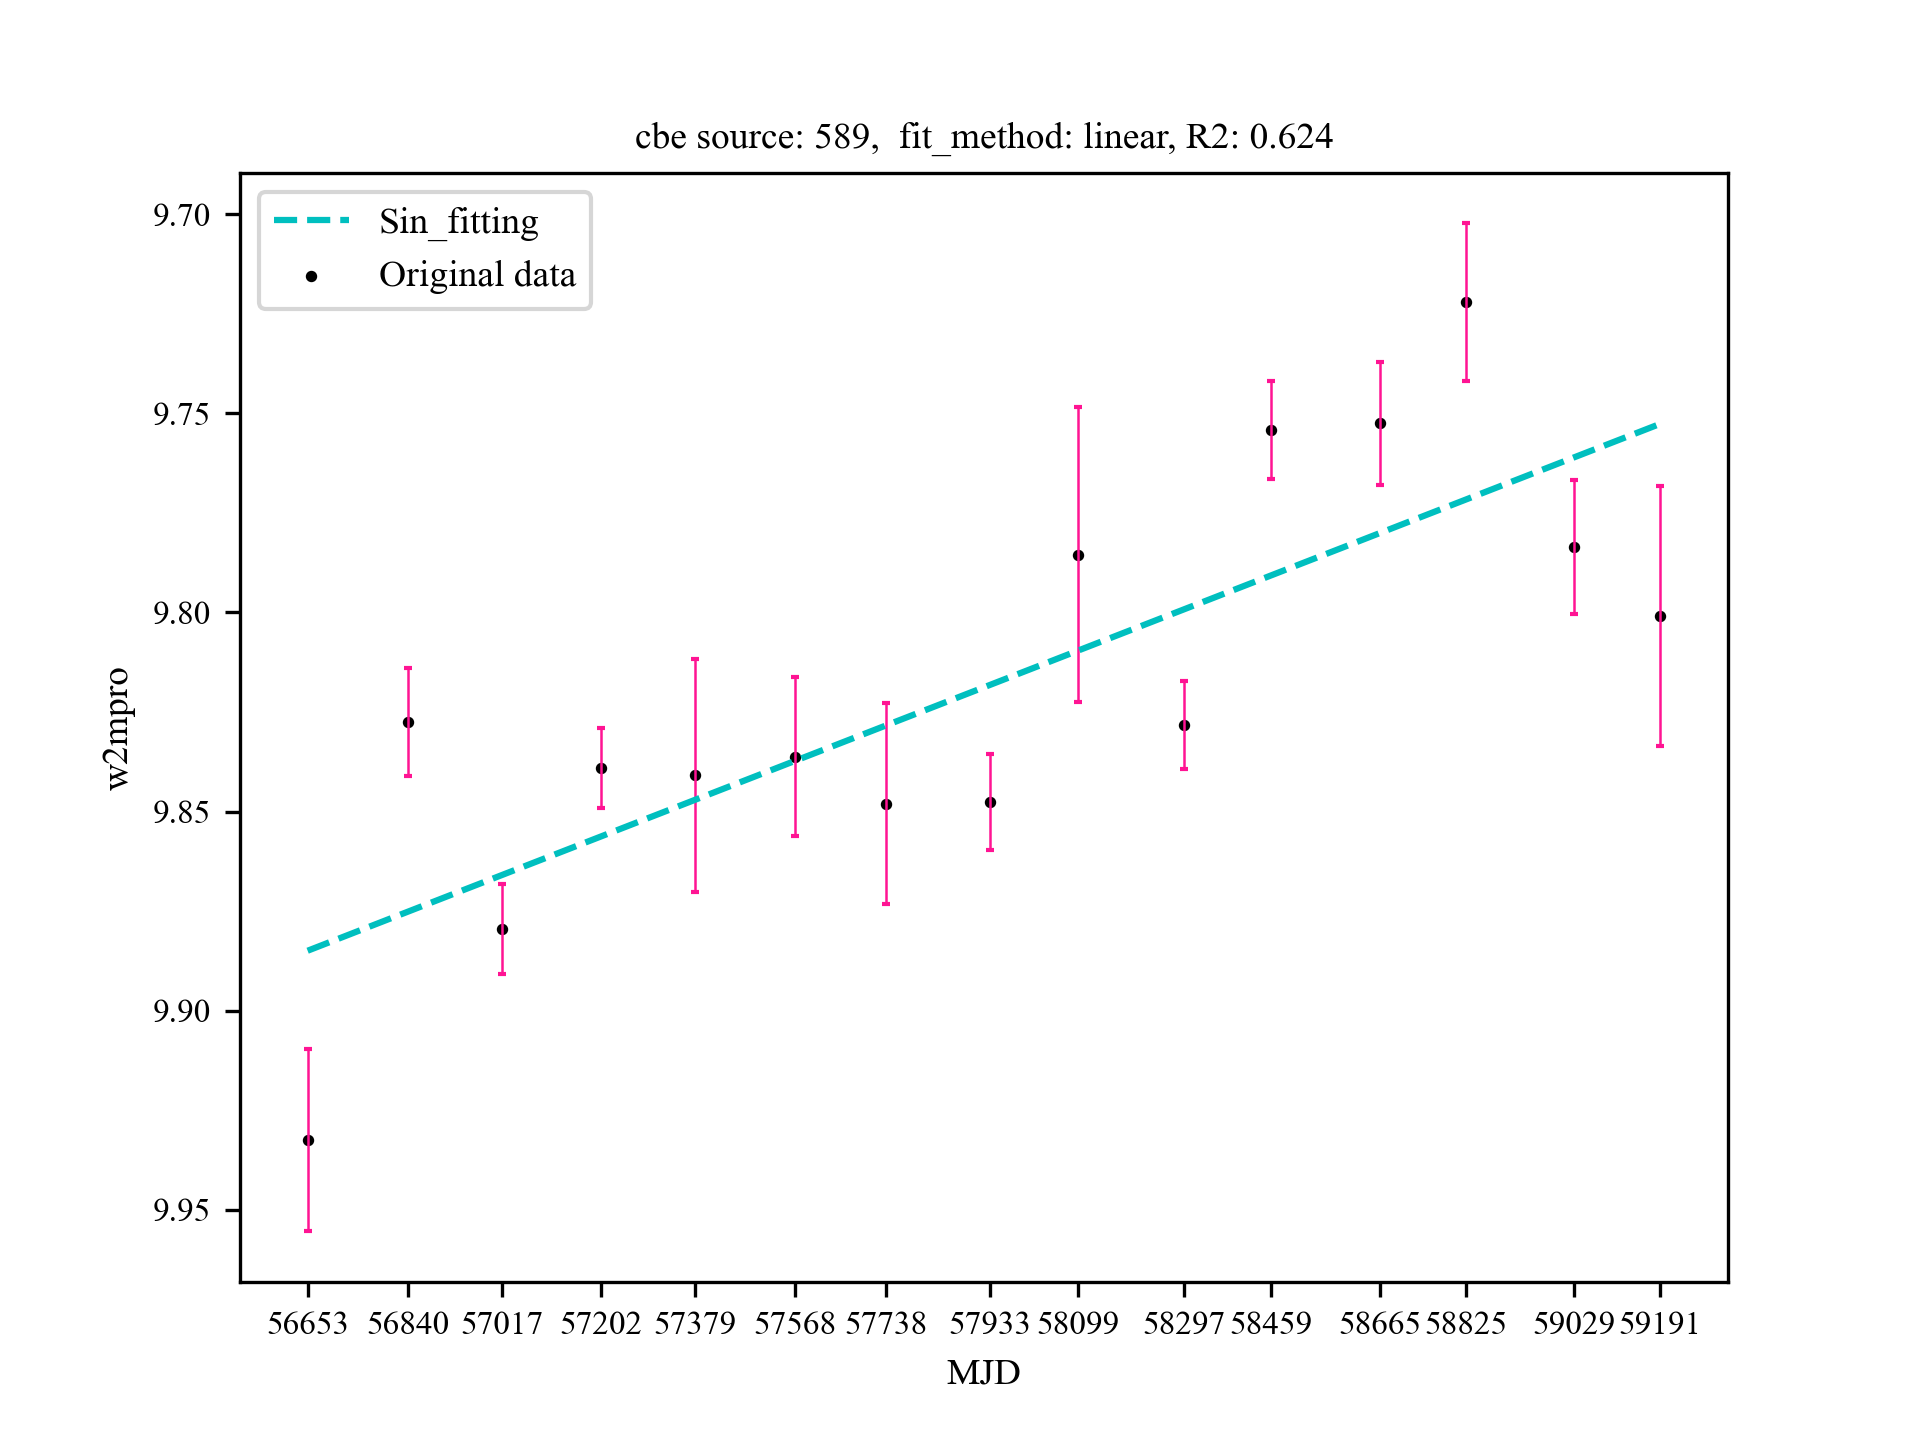 cbe source: 589,  fit_method: linear, R2: 0.624
Sin_fitting
Original data
9.70
9.75
9.80
9.85
9.90
9.95
w2mpro
56653 56840 57017 57202 57379 57568 57738 57933 58099 58297 58459 58665 58825 59029 59191
MJD